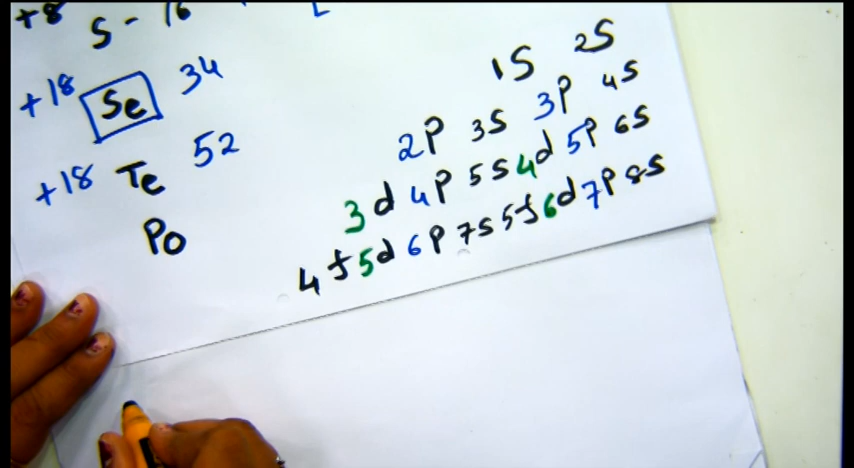 +8 S - 16
+18 Se 34
+18 Te 52
Po
1S 2S
2P 3S 3P 4S
3d 4P 5S 4d 5P 6S
4f 5d 6P 7S 5f 6d 7P 8S